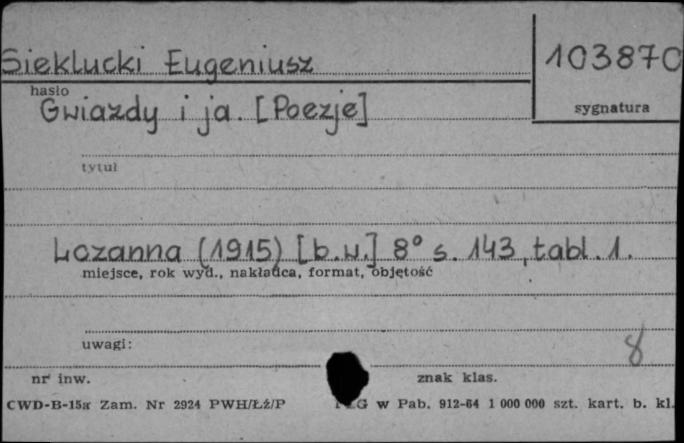 Sieklucki Eugeniusz
103870
hasło
sygnatura
Gwiazdy i ja. [Poezje]
tytuł
Lozanna (1915) [b.w.] 8° s. 143, tabl. 1.
miejsce, rok wyd., nakładca, format, objętość
uwagi:
8
nr inw.
znak klas.
CWD-B-15a Zam. Nr 2924 PWH/Łź/P
w Pab. 912-64 1 000 000 szt. kart. b. kl.